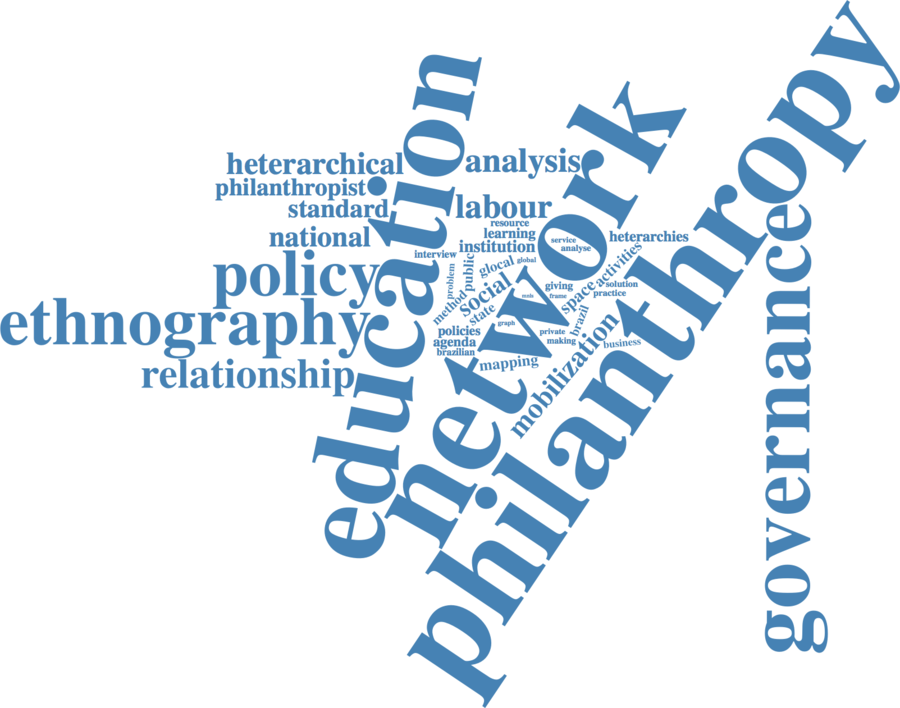 philanthropy
network
education
governance
heterarchical
analysis
philanthropist
standard
labour
national
resource
learning
institution
interview
service
analyse
heterarchies
policy
public
problem
glocal
global
activities
ethnography
method
social
state
giving
frame
space
solution
practice
brazil
graph
policies
agenda
brazilian
private
making
business
relationship
mapping
mobilization